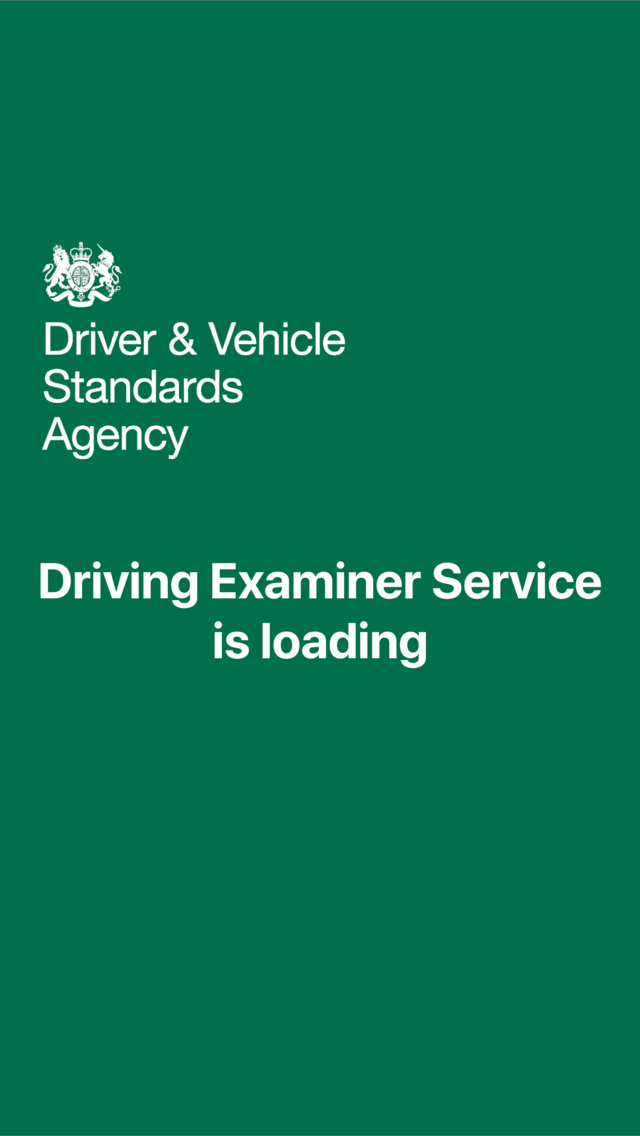 Driver & Vehicle
Standards
Agency
Driving Examiner Service
is loading